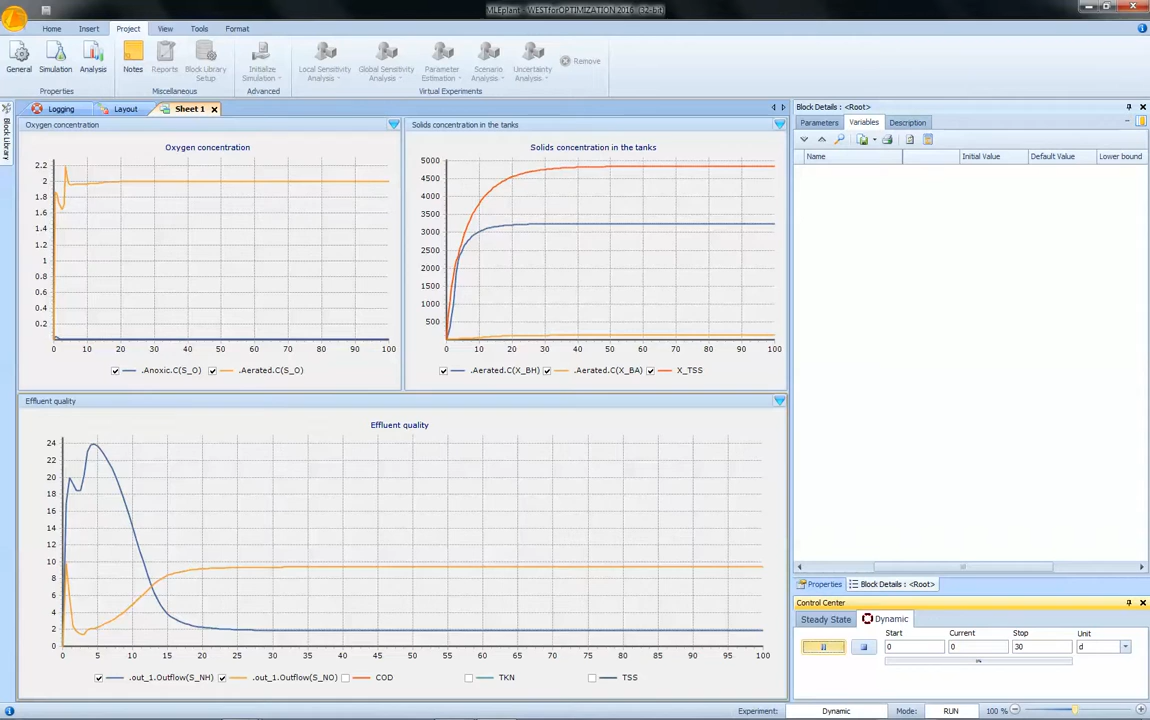 MLEplant - WESTforOPTIMIZATION 2016 (32-bit)
Home Insert Project View Tools Format
General Simulation Analysis Notes Reports Block Library Setup Initialize Simulation Local Sensitivity Analysis Global Sensitivity Analysis Parameter Estimation Scenario Analysis Uncertainty Analysis Remove
Properties Miscellaneous Advanced Virtual Experiments
Block Library
Logging Layout Sheet 1
Oxygen concentration
Oxygen concentration
2.2
2
1.8
1.6
1.4
1.2
1
0.8
0.6
0.4
0.2
0 10 20 30 40 50 60 70 80 90 100
.Anoxic.C(S_O) .Aerated.C(S_O)
Solids concentration in the tanks
Solids concentration in the tanks
5000
4500
4000
3500
3000
2500
2000
1500
1000
500
0 10 20 30 40 50 60 70 80 90 100
.Aerated.C(X_BH) .Aerated.C(X_BA) X_TSS
Effluent quality
Effluent quality
24
22
20
18
16
14
12
10
8
6
4
2
0
0 5 10 15 20 25 30 35 40 45 50 55 60 65 70 75 80 85 90 95 100
.out_1.Outflow(S_NH) .out_1.Outflow(S_NO) COD TKN TSS
Block Details : <Root>
Parameters Variables Description
Name Initial Value Default Value Lower bound
Properties Block Details : <Root>
Control Center
Steady State Dynamic
Start Current Stop Unit
0 0 30 d
Experiment: Dynamic Mode: RUN 100 %